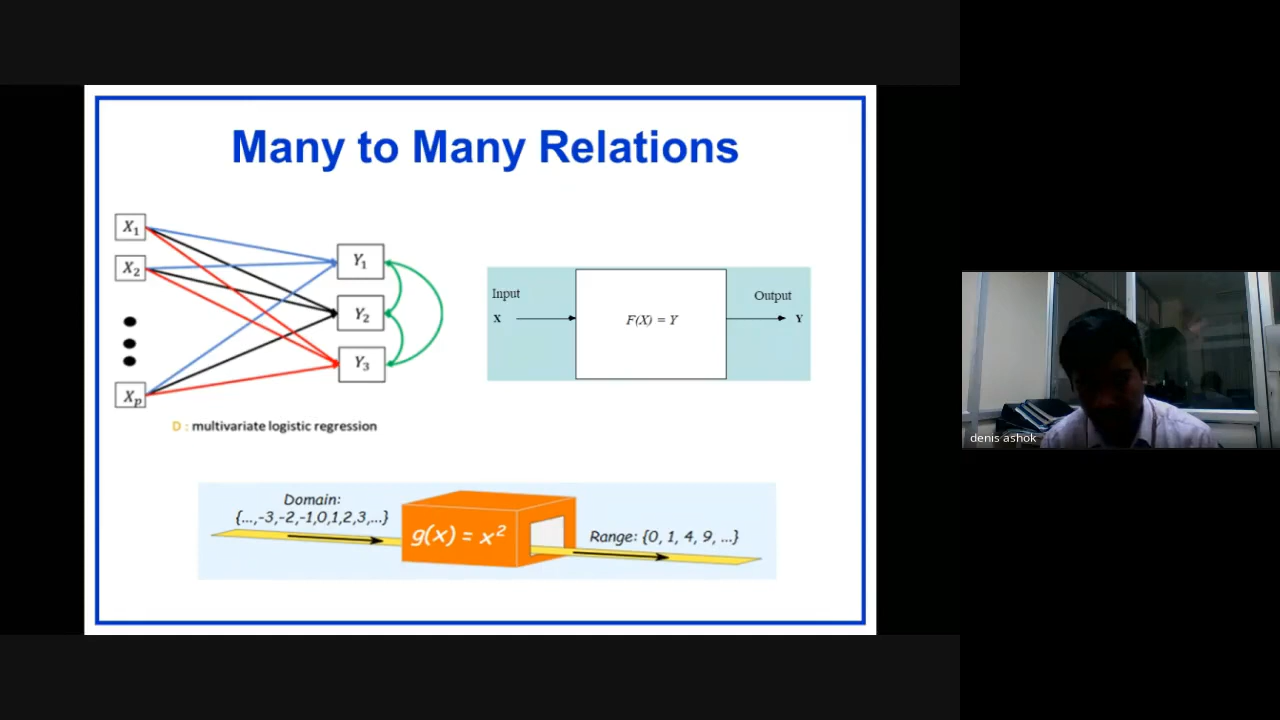 Many to Many Relations
X₁
X₂
Xₚ
Y₁
Y₂
Y₃
D : multivariate logistic regression
Input
X
F(X) = Y
Output
Y
Domain:
{...,-3,-2,-1,0,1,2,3,...}
g(x) = x²
Range: {0, 1, 4, 9, ...}
denis ashok